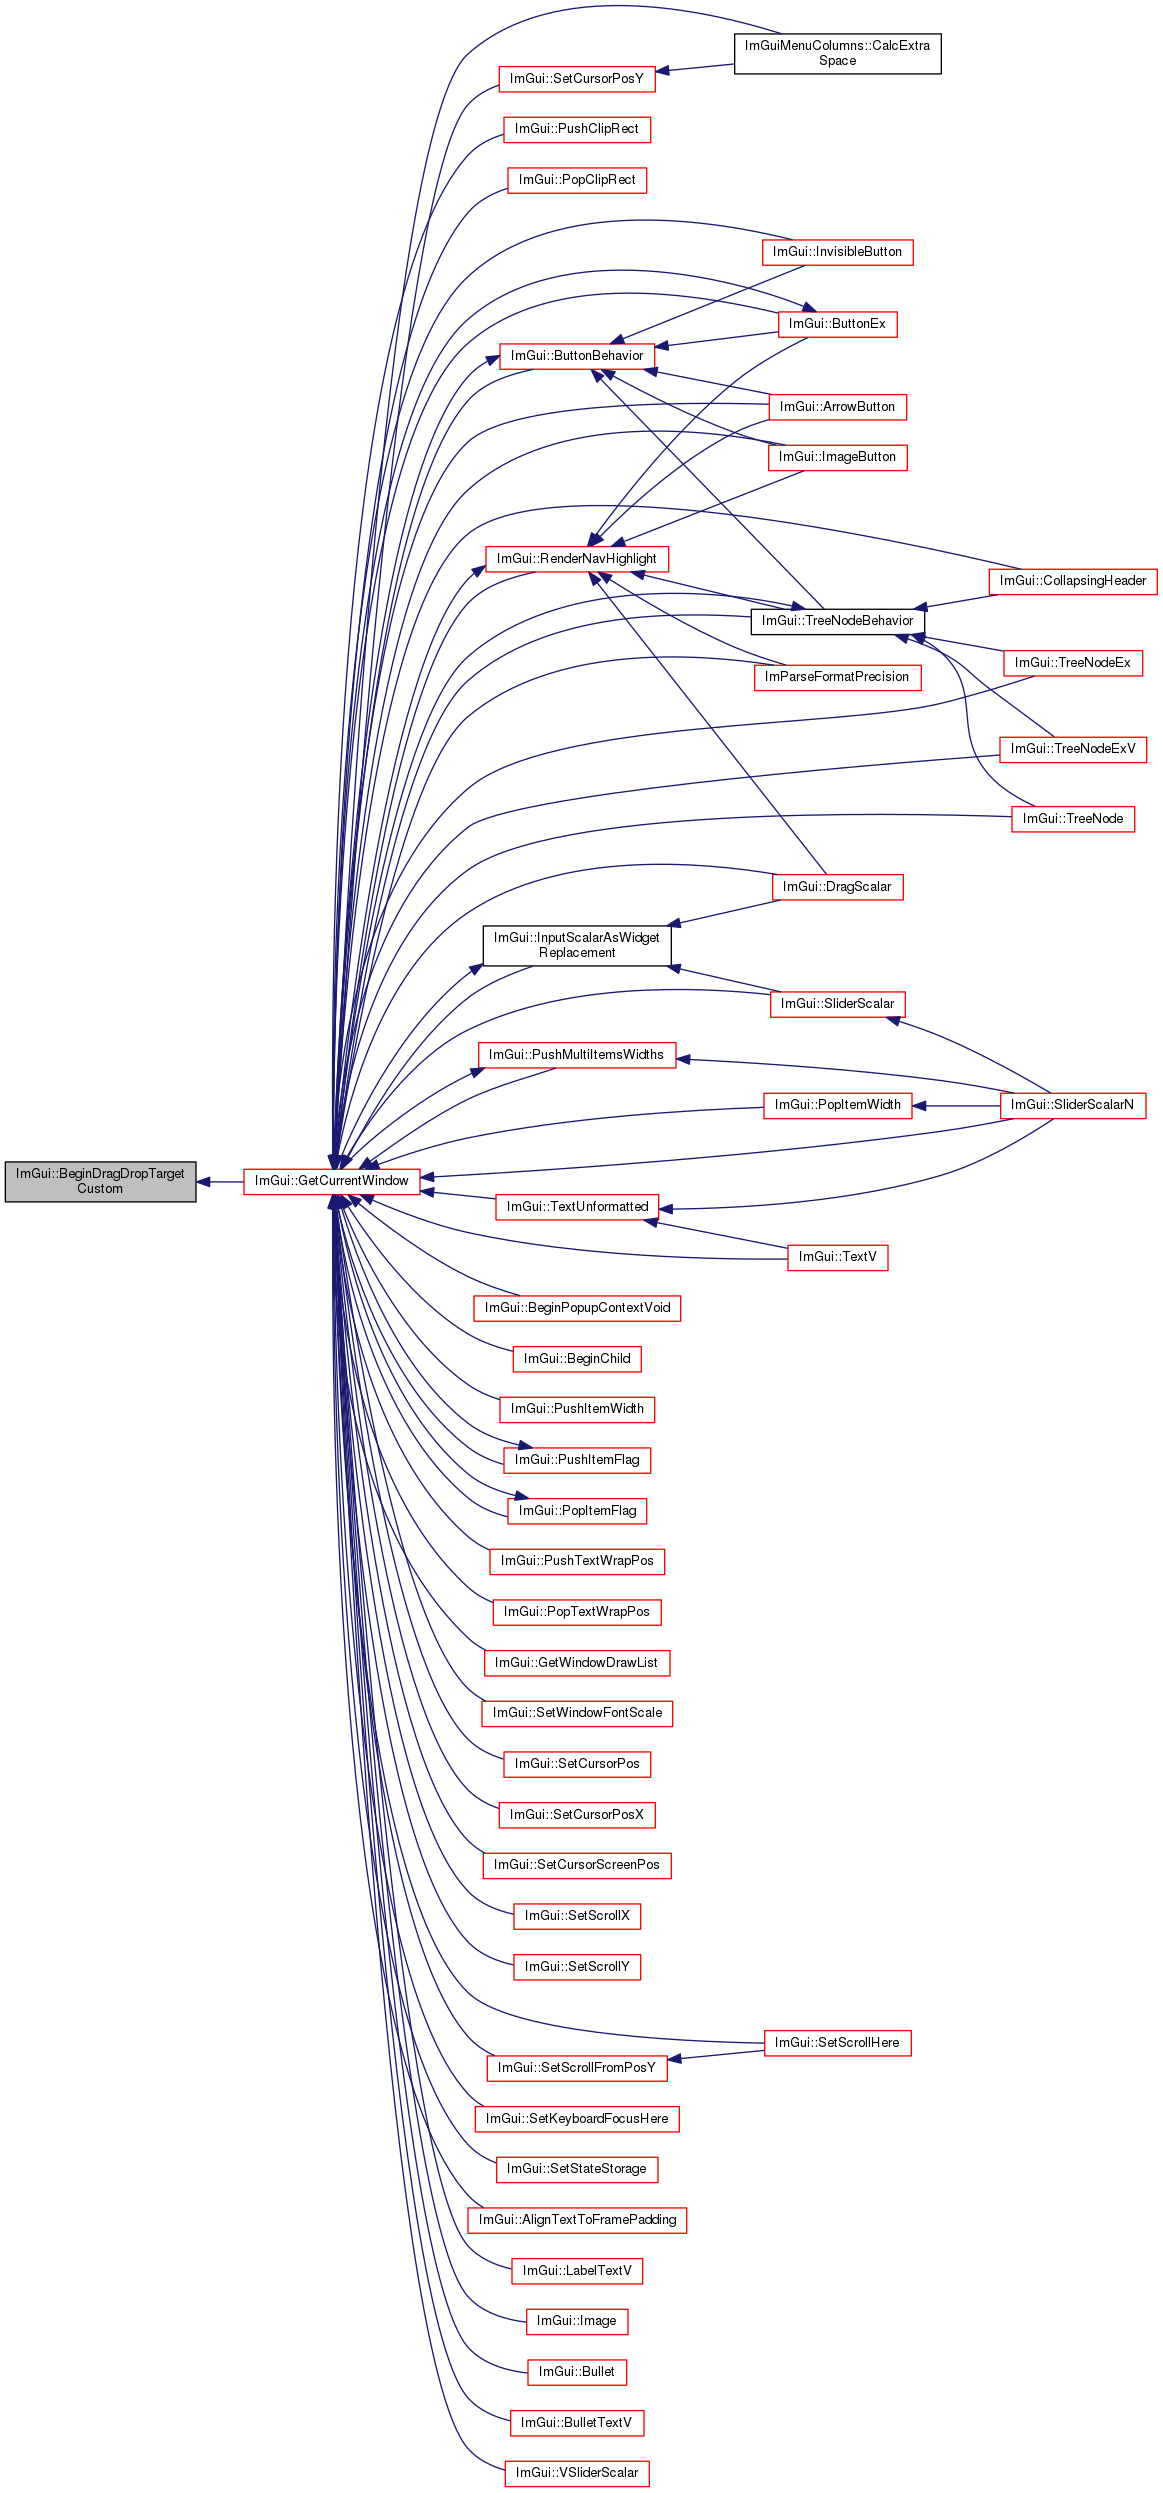 ImGuiMenuColumns::CalcExtra
Space
ImGui::SetCursorPosY
ImGui::PushClipRect
ImGui::PopClipRect
ImGui::InvisibleButton
ImGui::ButtonEx
ImGui::ButtonBehavior
ImGui::ArrowButton
ImGui::ImageButton
ImGui::RenderNavHighlight
ImGui::CollapsingHeader
ImGui::TreeNodeBehavior
ImGui::TreeNodeEx
ImParseFormatPrecision
ImGui::TreeNodeExV
ImGui::TreeNode
ImGui::DragScalar
ImGui::InputScalarAsWidget
Replacement
ImGui::SliderScalar
ImGui::PushMultiItemsWidths
ImGui::PopItemWidth
ImGui::SliderScalarN
ImGui::BeginDragDropTarget
Custom
ImGui::GetCurrentWindow
ImGui::TextUnformatted
ImGui::TextV
ImGui::BeginPopupContextVoid
ImGui::BeginChild
ImGui::PushItemWidth
ImGui::PushItemFlag
ImGui::PopItemFlag
ImGui::PushTextWrapPos
ImGui::PopTextWrapPos
ImGui::GetWindowDrawList
ImGui::SetWindowFontScale
ImGui::SetCursorPos
ImGui::SetCursorPosX
ImGui::SetCursorScreenPos
ImGui::SetScrollX
ImGui::SetScrollY
ImGui::SetScrollHere
ImGui::SetScrollFromPosY
ImGui::SetKeyboardFocusHere
ImGui::SetStateStorage
ImGui::AlignTextToFramePadding
ImGui::LabelTextV
ImGui::Image
ImGui::Bullet
ImGui::BulletTextV
ImGui::VSliderScalar